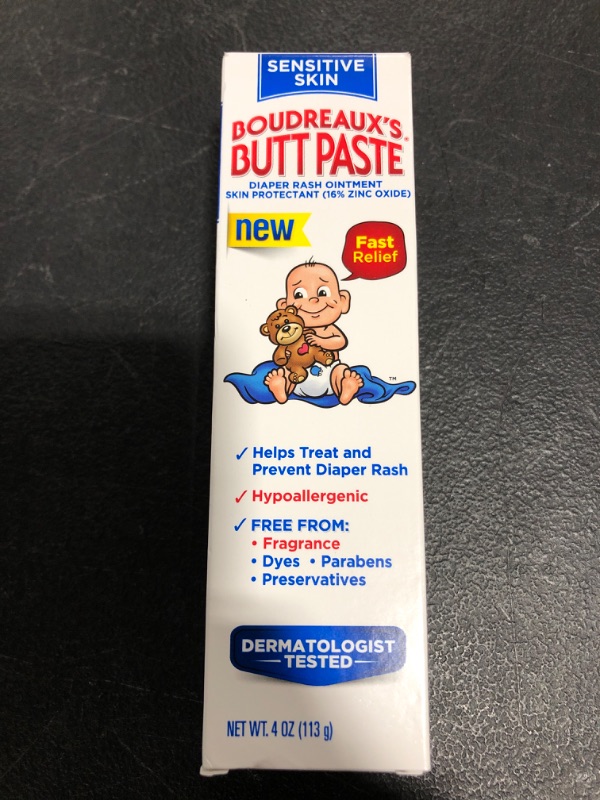 SENSITIVE
SKIN
BOUDREAUX'S®
BUTT PASTE
DIAPER RASH OINTMENT
SKIN PROTECTANT (16% ZINC OXIDE)
new
Fast
Relief
™
✓ Helps Treat and
Prevent Diaper Rash
✓ Hypoallergenic
✓ FREE FROM:
• Fragrance
• Dyes • Parabens
• Preservatives
DERMATOLOGIST
TESTED
NET WT. 4 OZ (113 g)